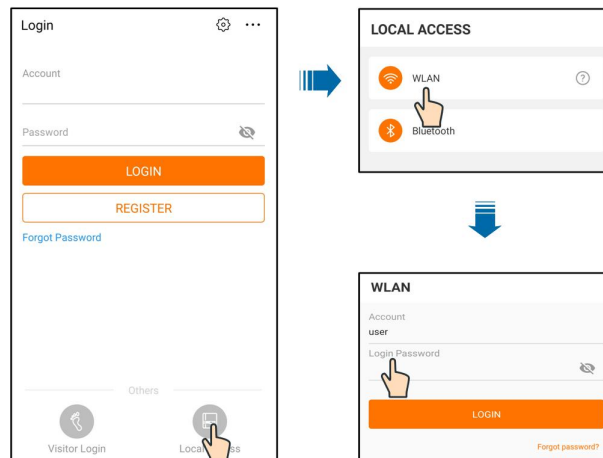 Login
Account
Password
LOGIN
REGISTER
Forgot Password
Others
Visitor Login
LOCAL ACCESS
WLAN
?
Bluetooth
WLAN
Account
user
Login Password
LOGIN
Forgot password?